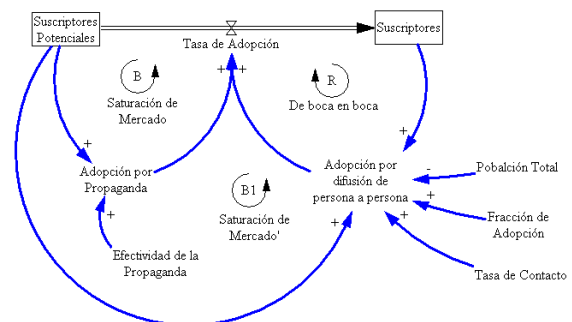 Suscriptores
Potenciales
Suscriptores
Tasa de Adopción
B
Saturación de
Mercado
R
De boca en boca
+
+
+
+
Adopción por
Propaganda
Adopción por
difusión de
persona a persona
-
Pobalción Total
+
B1
Saturación de
Mercado'
+
Fracción de
Adopción
+
+
Efectividad de la
Propaganda
Tasa de Contacto